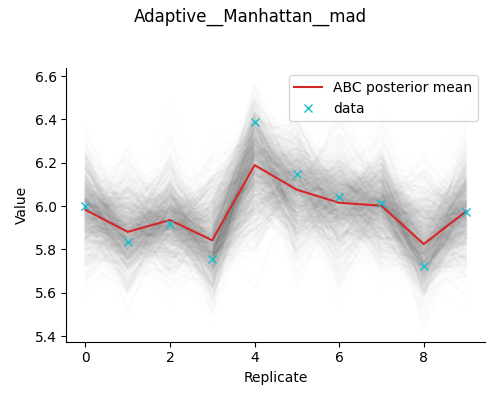 Adaptive__Manhattan__mad
ABC posterior mean
data
6.6
6.4
6.2
6.0
5.8
5.6
5.4
Value
0 2 4 6 8
Replicate